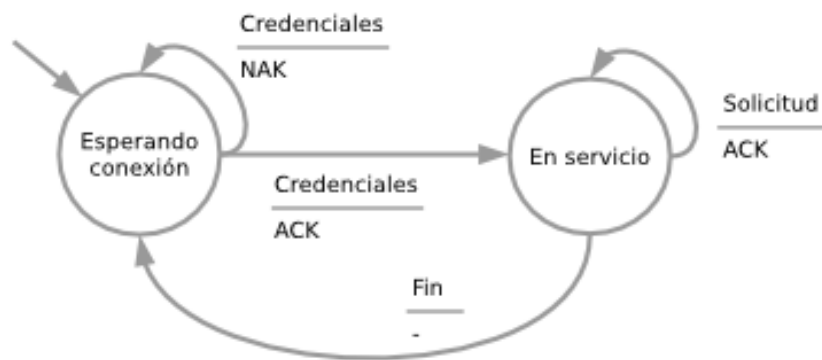 Credenciales
NAK
Esperando
conexión
Credenciales
ACK
En servicio
Solicitud
ACK
Fin
-